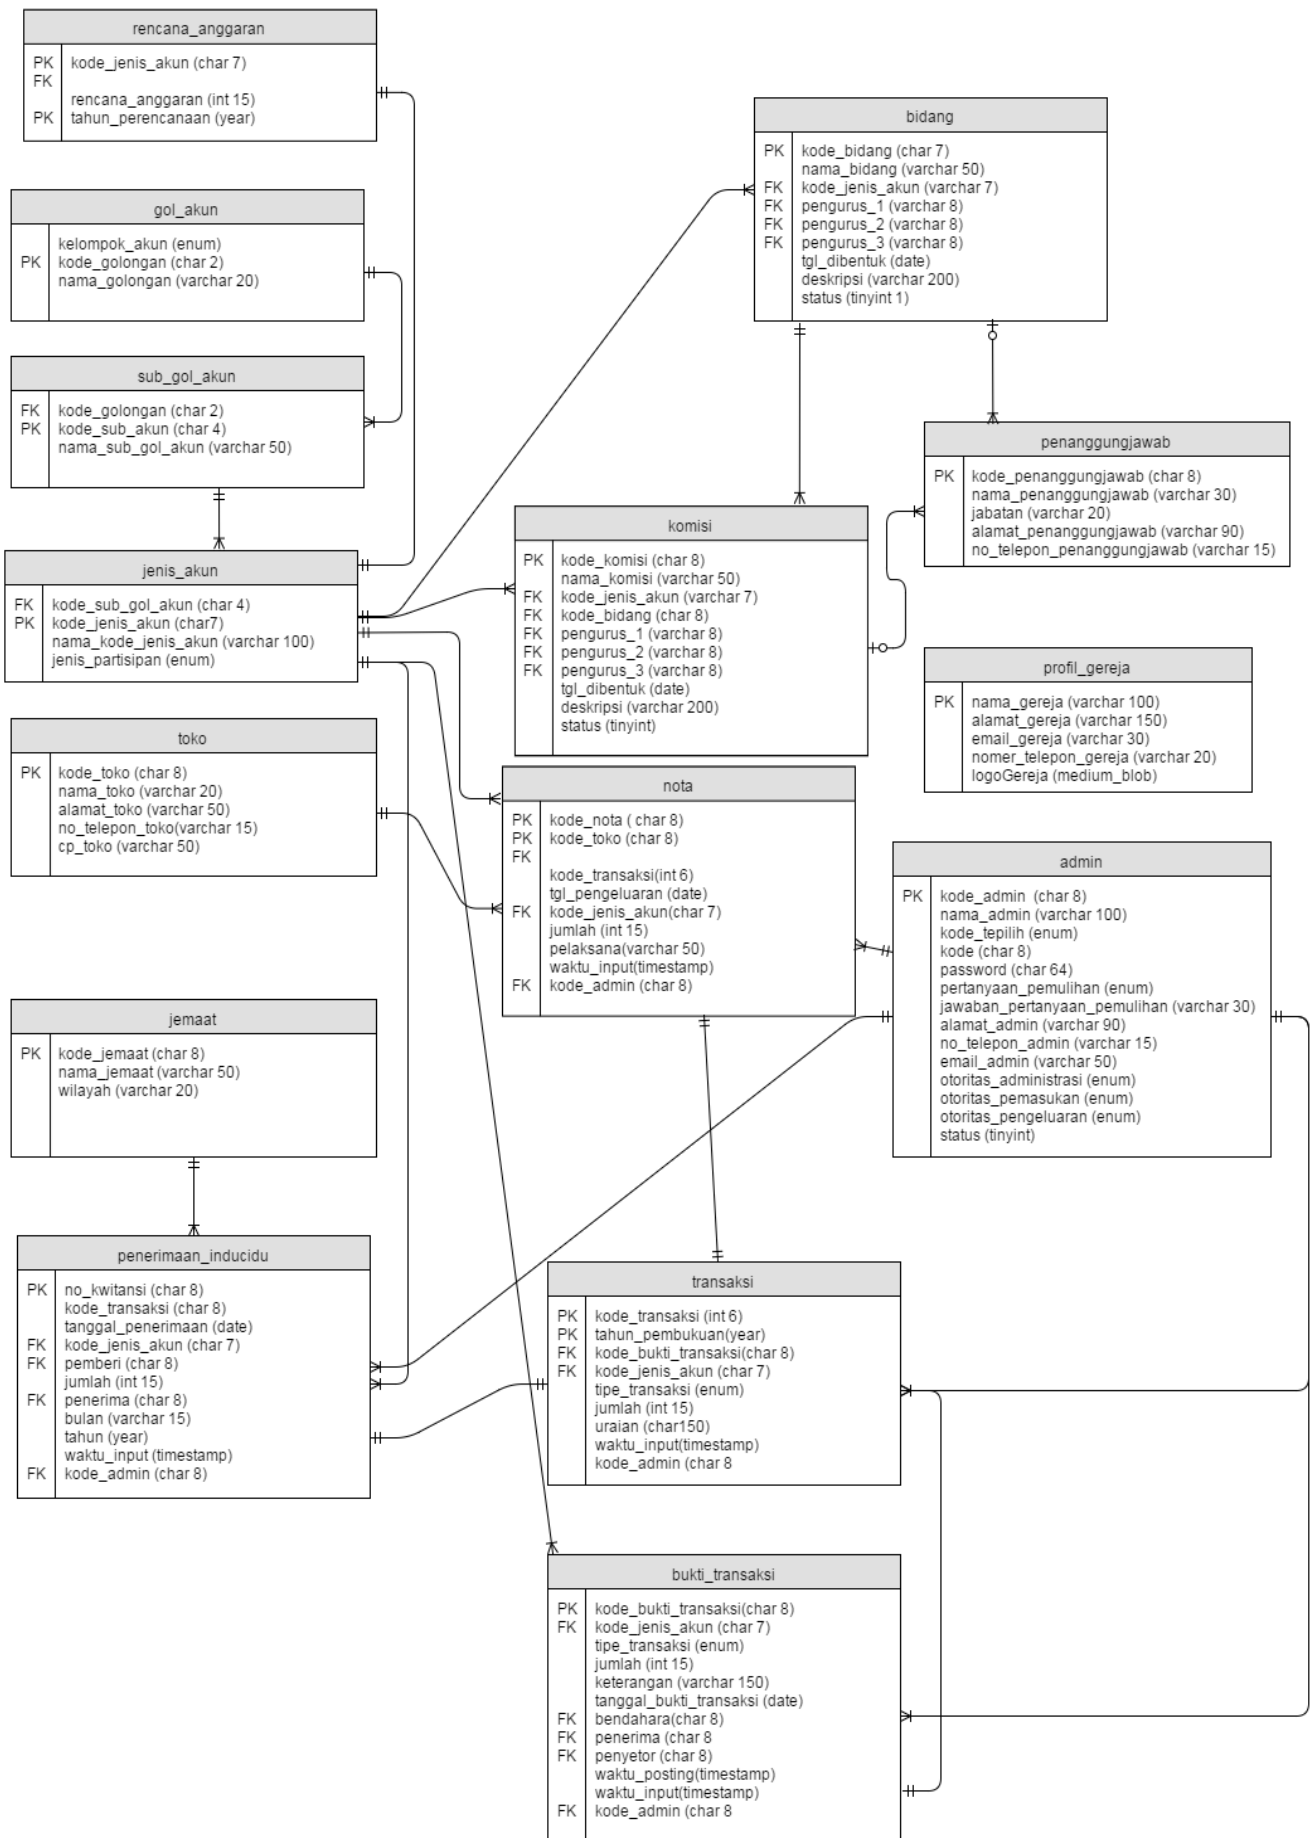 rencana_anggaran
PK kode_jenis_akun (char 7)
FK
rencana_anggaran (int 15)
PK tahun_perencanaan (year)
gol_akun
kelompok_akun (enum)
PK kode_golongan (char 2)
nama_golongan (varchar 20)
sub_gol_akun
FK kode_golongan (char 2)
PK kode_sub_akun (char 4)
nama_sub_gol_akun (varchar 50)
jenis_akun
FK kode_sub_gol_akun (char 4)
PK kode_jenis_akun (char7)
nama_kode_jenis_akun (varchar 100)
jenis_partisipan (enum)
toko
PK kode_toko (char 8)
nama_toko (varchar 20)
alamat_toko (varchar 50)
no_telepon_toko(varchar 15)
cp_toko (varchar 50)
jemaat
PK kode_jemaat (char 8)
nama_jemaat (varchar 50)
wilayah (varchar 20)
penerimaan_inducidu
PK no_kwitansi (char 8)
kode_transaksi (char 8)
tanggal_penerimaan (date)
FK kode_jenis_akun (char 7)
FK pemberi (char 8)
jumlah (int 15)
FK penerima (char 8)
bulan (varchar 15)
tahun (year)
waktu_input (timestamp)
FK kode_admin (char 8)
bidang
PK kode_bidang (char 7)
nama_bidang (varchar 50)
FK kode_jenis_akun (varchar 7)
FK pengurus_1 (varchar 8)
FK pengurus_2 (varchar 8)
FK pengurus_3 (varchar 8)
tgl_dibentuk (date)
deskripsi (varchar 200)
status (tinyint 1)
penanggungjawab
PK kode_penanggungjawab (char 8)
nama_penanggungjawab (varchar 30)
jabatan (varchar 20)
alamat_penanggungjawab (varchar 90)
no_telepon_penanggungjawab (varchar 15)
komisi
PK kode_komisi (char 8)
nama_komisi (varchar 50)
FK kode_jenis_akun (varchar 7)
FK kode_bidang (char 8)
FK pengurus_1 (varchar 8)
FK pengurus_2 (varchar 8)
FK pengurus_3 (varchar 8)
tgl_dibentuk (date)
deskripsi (varchar 200)
status (tinyint)
profil_gereja
PK nama_gereja (varchar 100)
alamat_gereja (varchar 150)
email_gereja (varchar 30)
nomer_telepon_gereja (varchar 20)
logoGereja (medium_blob)
nota
PK kode_nota ( char 8)
PK kode_toko (char 8)
FK
kode_transaksi(int 6)
tgl_pengeluaran (date)
FK kode_jenis_akun(char 7)
jumlah (int 15)
pelaksana(varchar 50)
waktu_input(timestamp)
FK kode_admin (char 8)
admin
PK kode_admin  (char 8)
nama_admin (varchar 100)
kode_tepilih (enum)
kode (char 8)
password (char 64)
pertanyaan_pemulihan (enum)
jawaban_pertanyaan_pemulihan (varchar 30)
alamat_admin (varchar 90)
no_telepon_admin (varchar 15)
email_admin (varchar 50)
otoritas_administrasi (enum)
otoritas_pemasukan (enum)
otoritas_pengeluaran (enum)
status (tinyint)
transaksi
PK kode_transaksi (int 6)
PK tahun_pembukuan(year)
FK kode_bukti_transaksi(char 8)
FK kode_jenis_akun (char 7)
tipe_transaksi (enum)
jumlah (int 15)
uraian (char150)
waktu_input(timestamp)
kode_admin (char 8
bukti_transaksi
PK kode_bukti_transaksi(char 8)
FK kode_jenis_akun (char 7)
tipe_transaksi (enum)
jumlah (int 15)
keterangan (varchar 150)
tanggal_bukti_transaksi (date)
FK bendahara(char 8)
FK penerima (char 8
FK penyetor (char 8)
waktu_posting(timestamp)
waktu_input(timestamp)
FK kode_admin (char 8